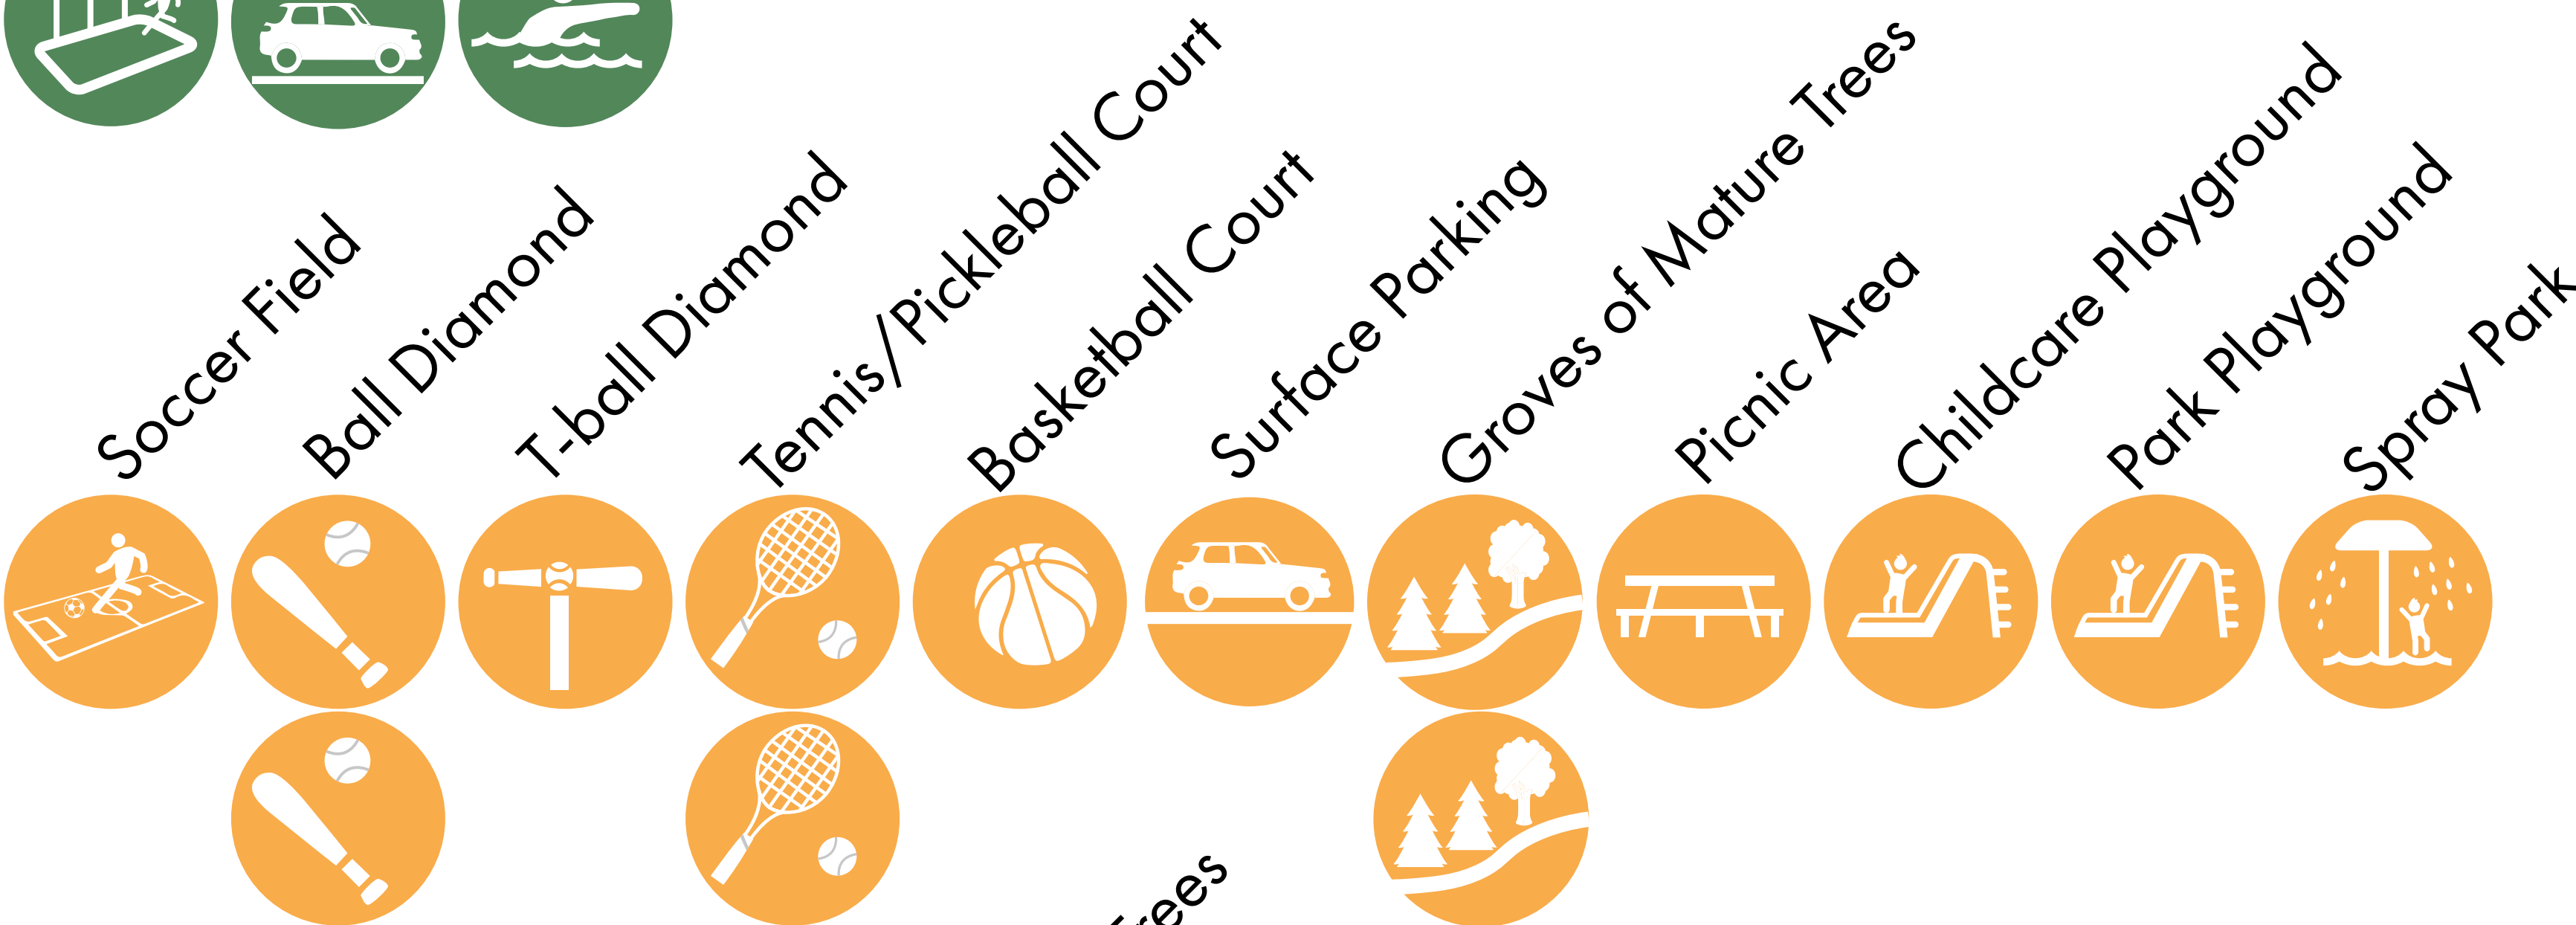 Soccer Field
Ball Diamond
T-ball Diamond
Tennis/Pickleball Court
Basketball Court
Surface Parking
Groves of Mature Trees
Picnic Area
Childcare Playground
Park Playground
Spray Park
Trees